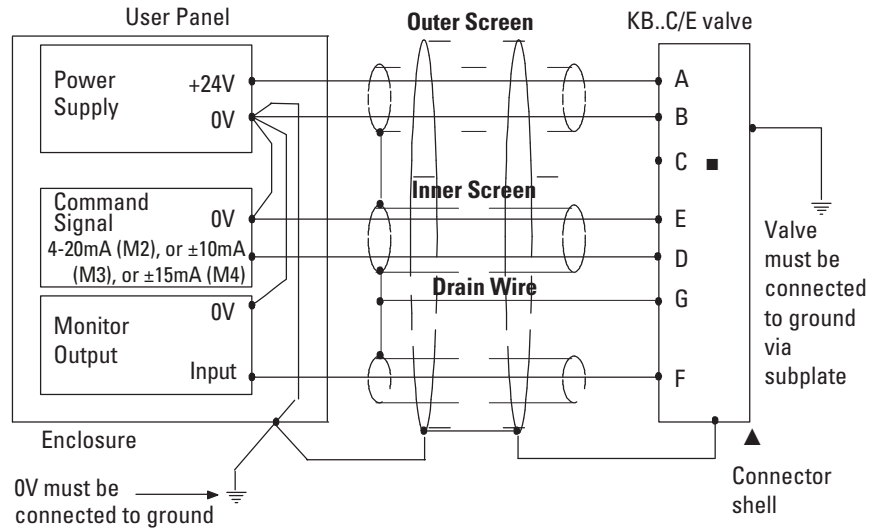 User Panel
Outer Screen
KB..C/E valve
Power
Supply
+24V
0V
A
B
C ■
Command
Signal
0V
4-20mA (M2), or ±10mA
(M3), or ±15mA (M4)
Inner Screen
E
D
Drain Wire
G
Monitor
Output
0V
Input
F
Valve
must be
connected
to ground
via
subplate
Enclosure
▲
Connector
shell
0V must be
connected to ground